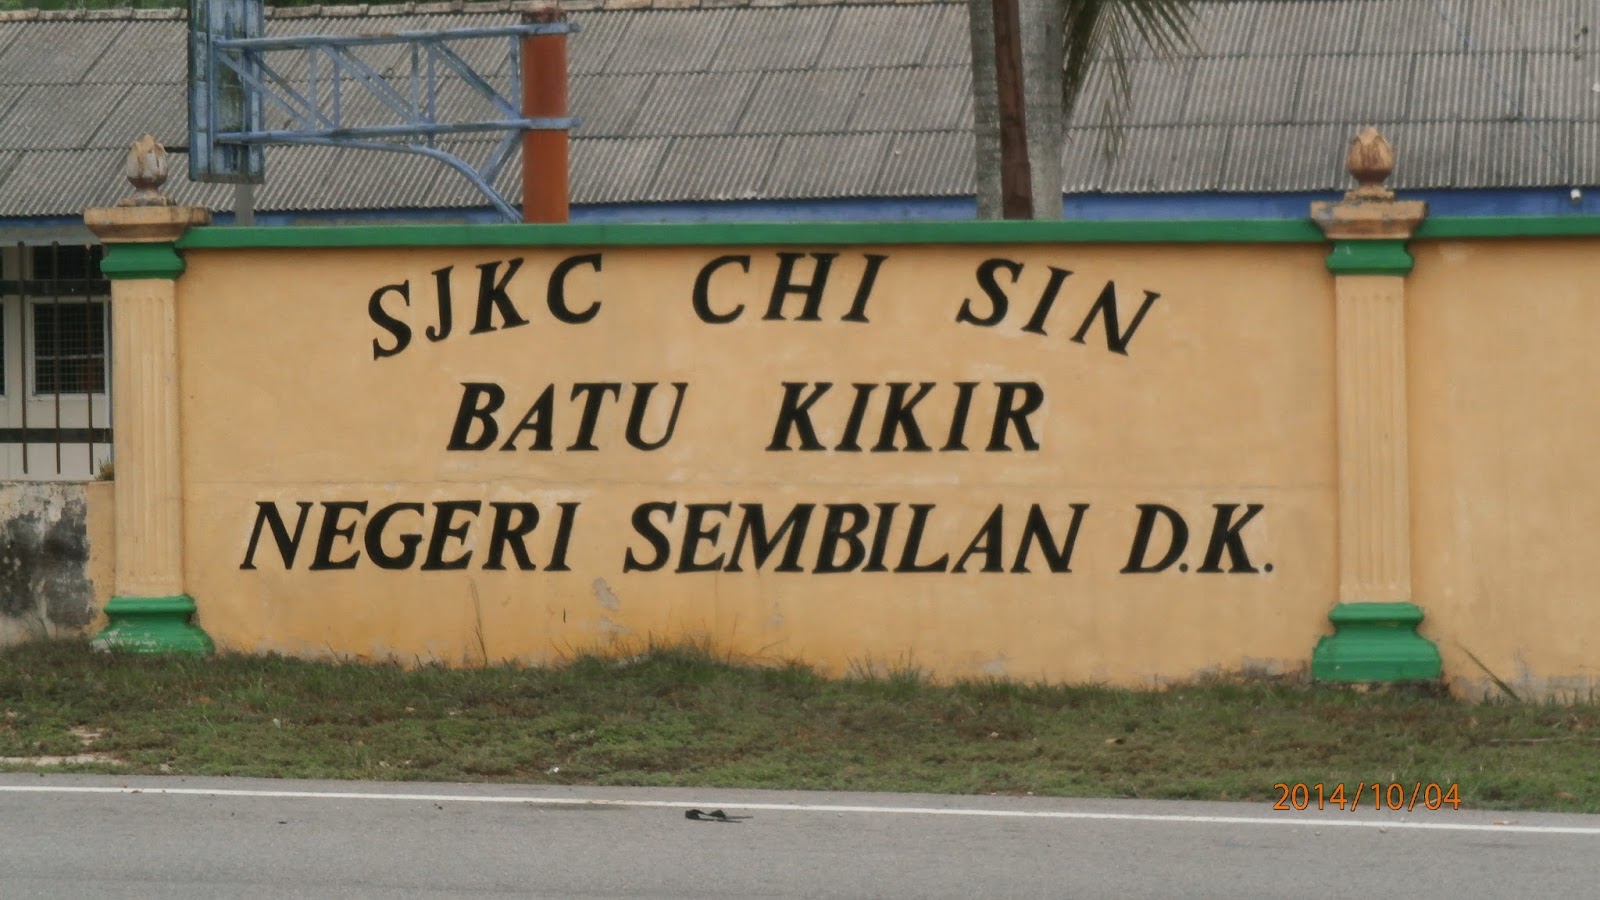 SJKC CHI SIN
BATU KIKIR
NEGERI SEMBILAN D.K.
2014/10/04